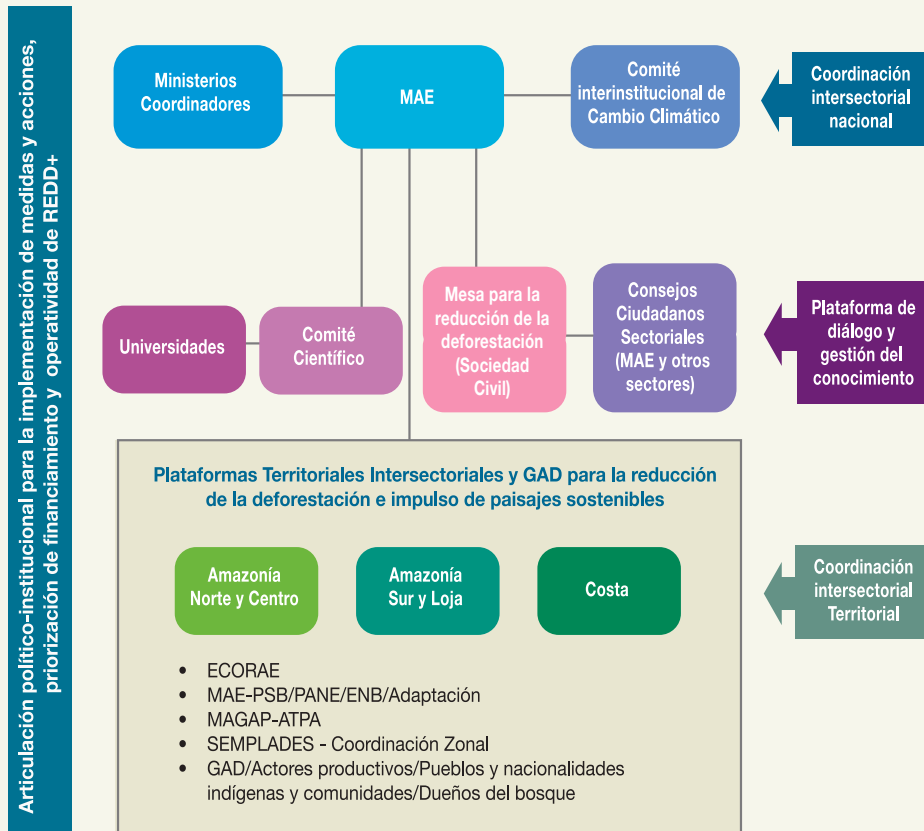 Articulación político-institucional para la implementación de medidas y acciones,
priorización de financiamiento y operatividad de REDD+
Ministerios
Coordinadores
MAE
Comité
interinstitucional de
Cambio Climático
Coordinación
intersectorial
nacional
Universidades
Comité
Científico
Mesa para la
reducción de la
deforestación
(Sociedad
Civil)
Consejos
Ciudadanos
Sectoriales
(MAE y otros
sectores)
Plataforma de
diálogo y
gestión del
conocimiento
Plataformas Territoriales Intersectoriales y GAD para la reducción
de la deforestación e impulso de paisajes sostenibles
Amazonía
Norte y Centro
Amazonía
Sur y Loja
Costa
Coordinación
intersectorial
Territorial
• ECORAE
• MAE-PSB/PANE/ENB/Adaptación
• MAGAP-ATPA
• SEMPLADES - Coordinación Zonal
• GAD/Actores productivos/Pueblos y nacionalidades
indígenas y comunidades/Dueños del bosque